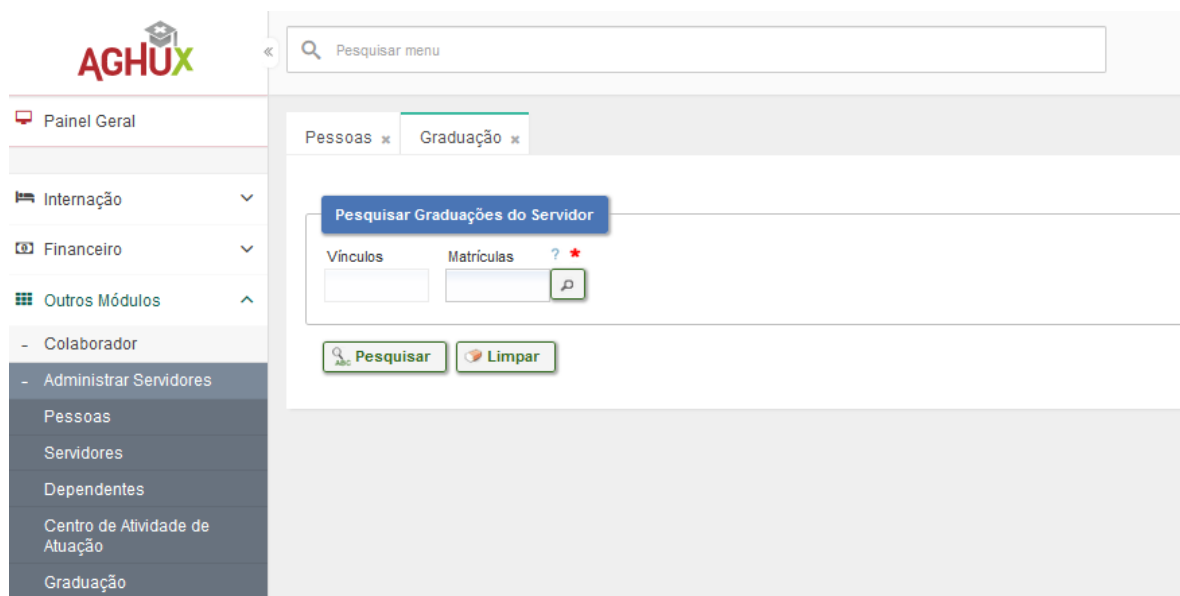 AGHUX
«
Pesquisar menu
Painel Geral
Pessoas x
Graduação x
Internação
Financeiro
Outros Módulos
- Colaborador
- Administrar Servidores
Pessoas
Servidores
Dependentes
Centro de Atividade de
Atuação
Graduação
Pesquisar Graduações do Servidor
Vínculos
Matrículas ? *
ABC Pesquisar
Limpar